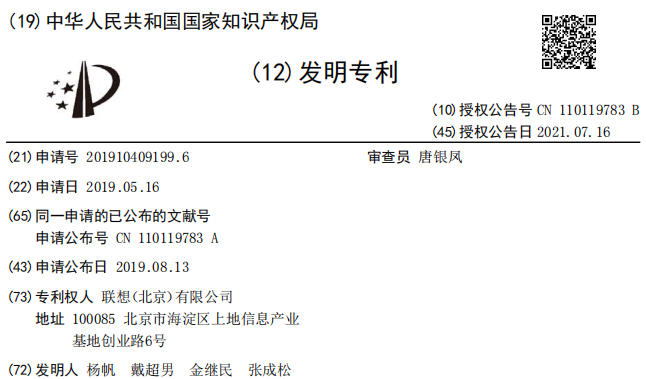 (19)中华人民共和国国家知识产权局
(12)发明专利
(10)授权公告号 CN 110119783 B
(45)授权公告日 2021.07.16
(21)申请号 201910409199.6
审查员 唐银凤
(22)申请日 2019.05.16
(65)同一申请的已公布的文献号
申请公布号 CN 110119783 A
(43)申请公布日 2019.08.13
(73)专利权人 联想(北京)有限公司
地址 100085 北京市海淀区上地信息产业
基地创业路6号
(72)发明人 杨帆 戴超男 金继民 张成松